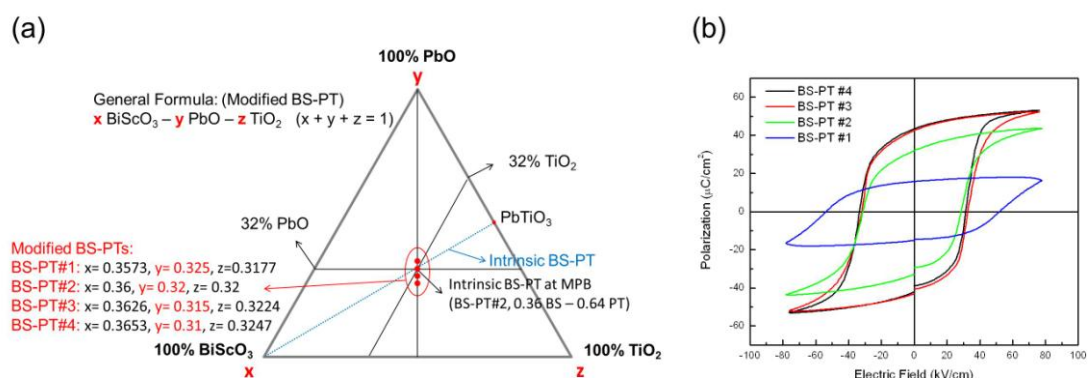 (a)
100% PbO
y
General Formula: (Modified BS-PT)
x BiScO₃ – y PbO – z TiO₂ (x + y + z = 1)
32% TiO₂
PbTiO₃
32% PbO
Intrinsic BS-PT
Modified BS-PTs:
BS-PT#1: x= 0.3573, y= 0.325, z=0.3177
BS-PT#2: x= 0.36, y= 0.32, z= 0.32
BS-PT#3: x= 0.3626, y= 0.315, z= 0.3224
BS-PT#4: x= 0.3653, y= 0.31, z= 0.3247
Intrinsic BS-PT at MPB
(BS-PT#2, 0.36 BS – 0.64 PT)
100% BiScO₃
100% TiO₂
x
z
(b)
BS-PT #4
BS-PT #3
BS-PT #2
BS-PT #1
Polarization (μC/cm²)
60
40
20
0
-20
-40
-60
-100 -80 -60 -40 -20 0 20 40 60 80 100
Electric Field (kV/cm)